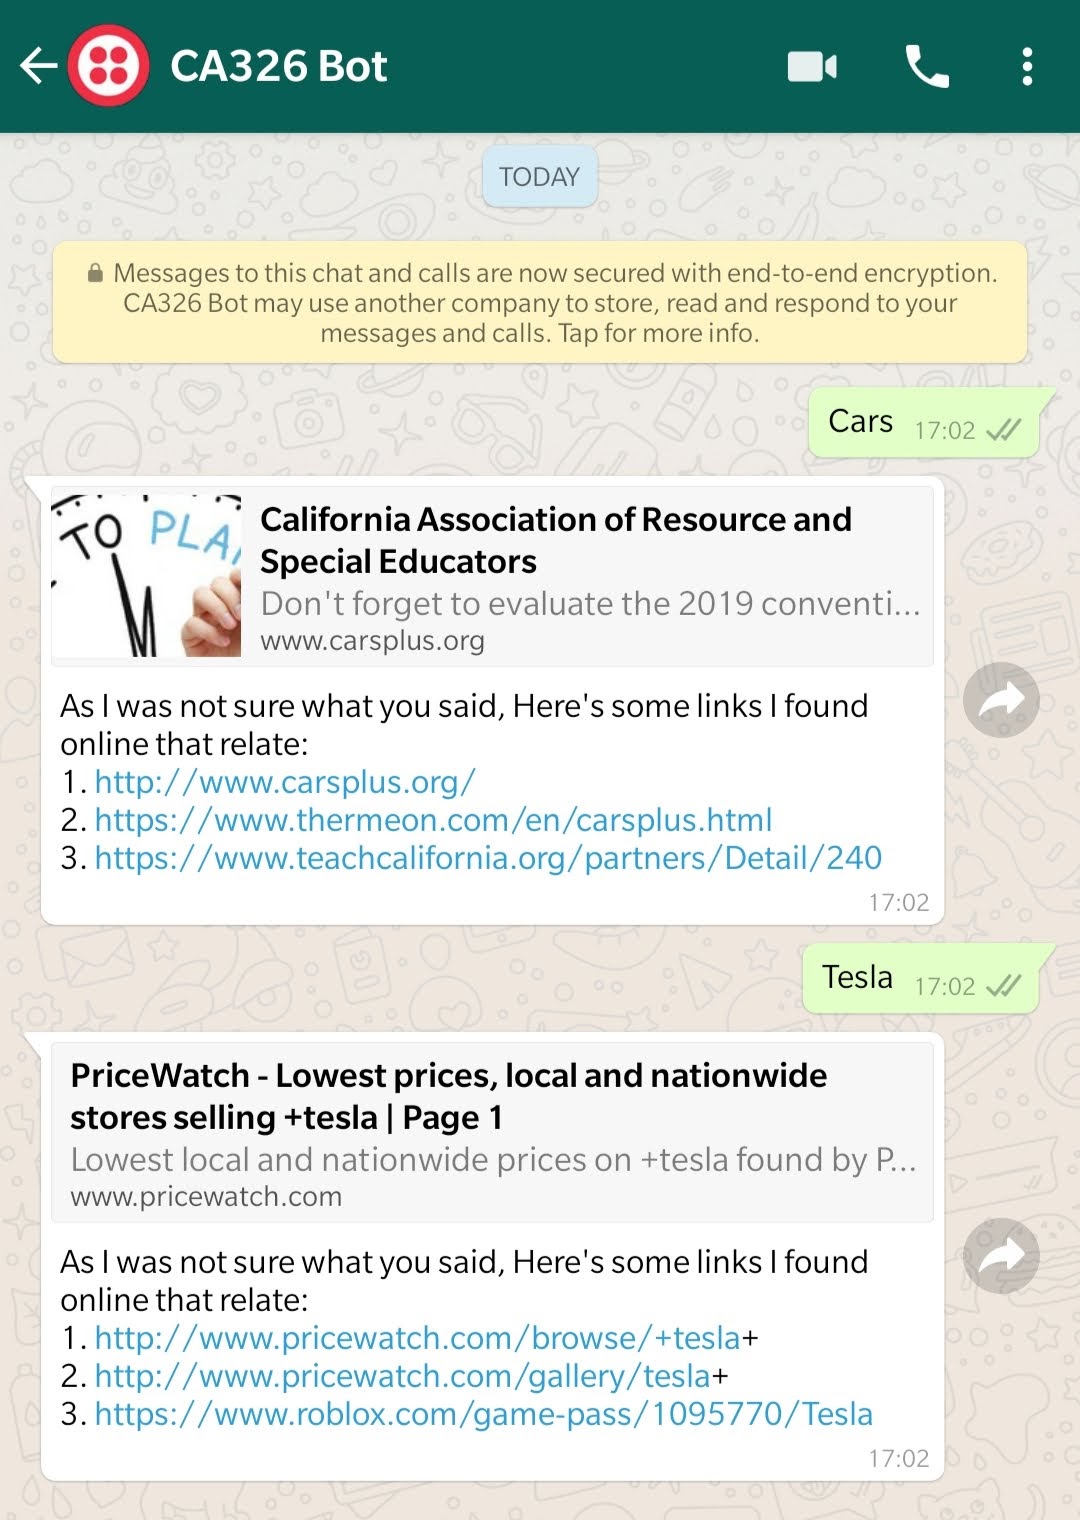 CA326 Bot
TODAY
Messages to this chat and calls are now secured with end-to-end encryption.
CA326 Bot may use another company to store, read and respond to your
messages and calls. Tap for more info.
Cars 17:02
TO PLA
California Association of Resource and
Special Educators
Don't forget to evaluate the 2019 conventi...
www.carsplus.org
As I was not sure what you said, Here's some links I found
online that relate:
1. http://www.carsplus.org/
2. https://www.thermeon.com/en/carsplus.html
3. https://www.teachcalifornia.org/partners/Detail/240
17:02
Tesla 17:02
PriceWatch - Lowest prices, local and nationwide
stores selling +tesla | Page 1
Lowest local and nationwide prices on +tesla found by P...
www.pricewatch.com
As I was not sure what you said, Here's some links I found
online that relate:
1. http://www.pricewatch.com/browse/+tesla+
2. http://www.pricewatch.com/gallery/tesla+
3. https://www.roblox.com/game-pass/1095770/Tesla
17:02